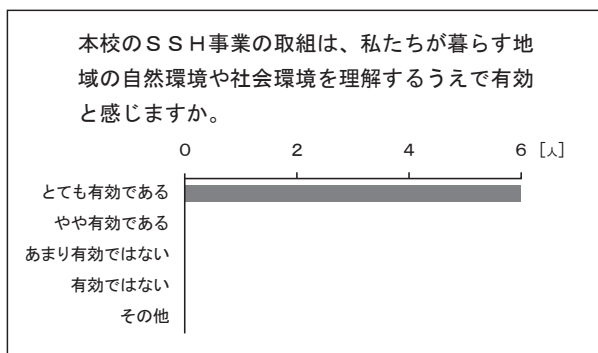 本校のＳＳＨ事業の取組は、私たちが暮らす地
域の自然環境や社会環境を理解するうえで有効
と感じますか。
0 2 4 6 [人]
とても有効である
やや有効である
あまり有効ではない
有効ではない
その他